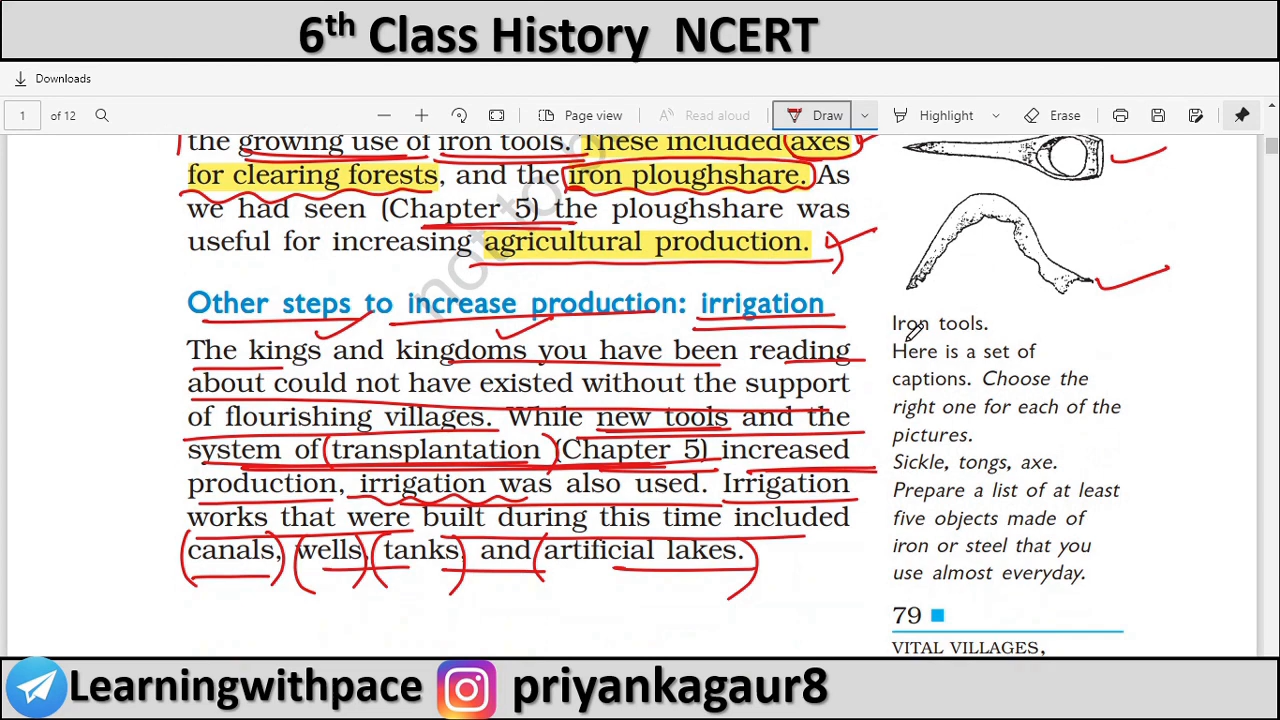 6th Class History NCERT
Downloads
1 of 12
Page view
Read aloud
Draw
Highlight
Erase
the growing use of iron tools. These included axes
for clearing forests, and the iron ploughshare. As
we had seen (Chapter 5) the ploughshare was
useful for increasing agricultural production.
Other steps to increase production: irrigation
The kings and kingdoms you have been reading
about could not have existed without the support
of flourishing villages. While new tools and the
system of transplantation (Chapter 5) increased
production, irrigation was also used. Irrigation
works that were built during this time included
canals, wells, tanks, and artificial lakes.
not to
Iron tools.
Here is a set of
captions. Choose the
right one for each of the
pictures.
Sickle, tongs, axe.
Prepare a list of at least
five objects made of
iron or steel that you
use almost everyday.
79
VITAL VILLAGES,
Learningwithpace
priyankagaur8